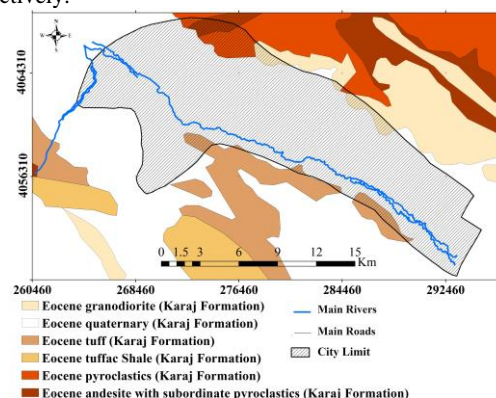 ectively.
N
W E
S
4064310
4056310
0 1.5 3 6 9 12 15
Km
260460 268460 276460 284460 292460
Eocene granodiorite (Karaj Formation)
Eocene quaternary (Karaj Formation)
Eocene tuff (Karaj Formation)
Eocene tuffac Shale (Karaj Formation)
Eocene pyroclastics (Karaj Formation)
Eocene andesite with subordinate pyroclastics (Karaj Formation)
Main Rivers
Main Roads
City Limit